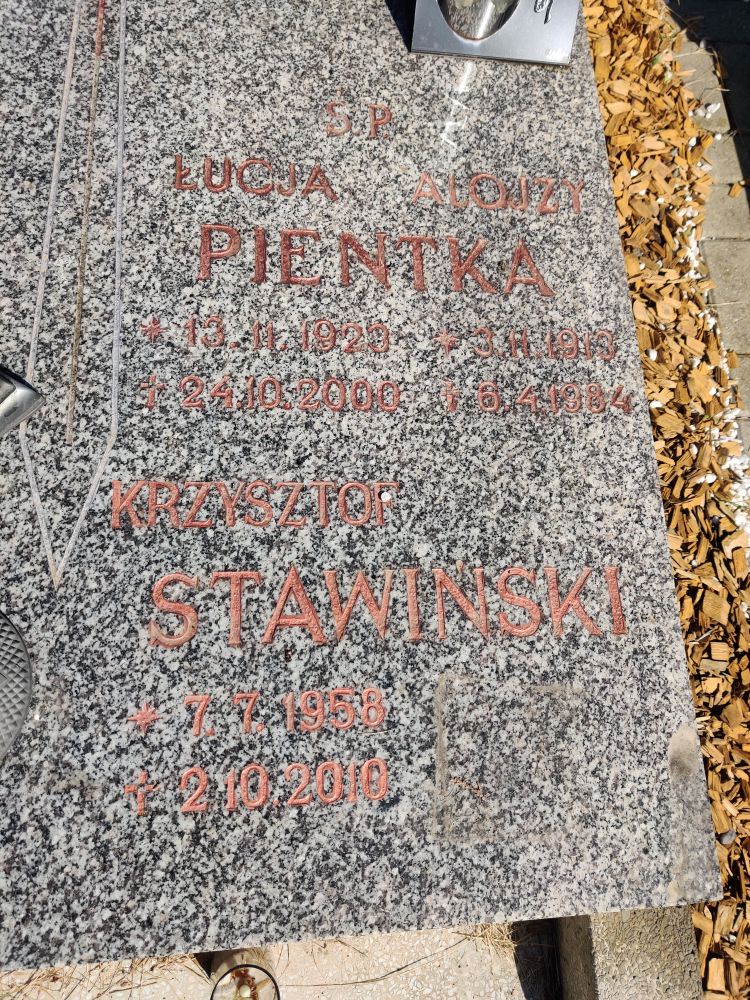 Ś.P.
ŁUCJA ALOJZY
PIENTKA
* 13.11.1923 * 3.11.1913
† 24.10.2000 † 6.4.1984
KRZYSZTOF
STAWIŃSKI
* 7.7.1958
† 2.10.2010